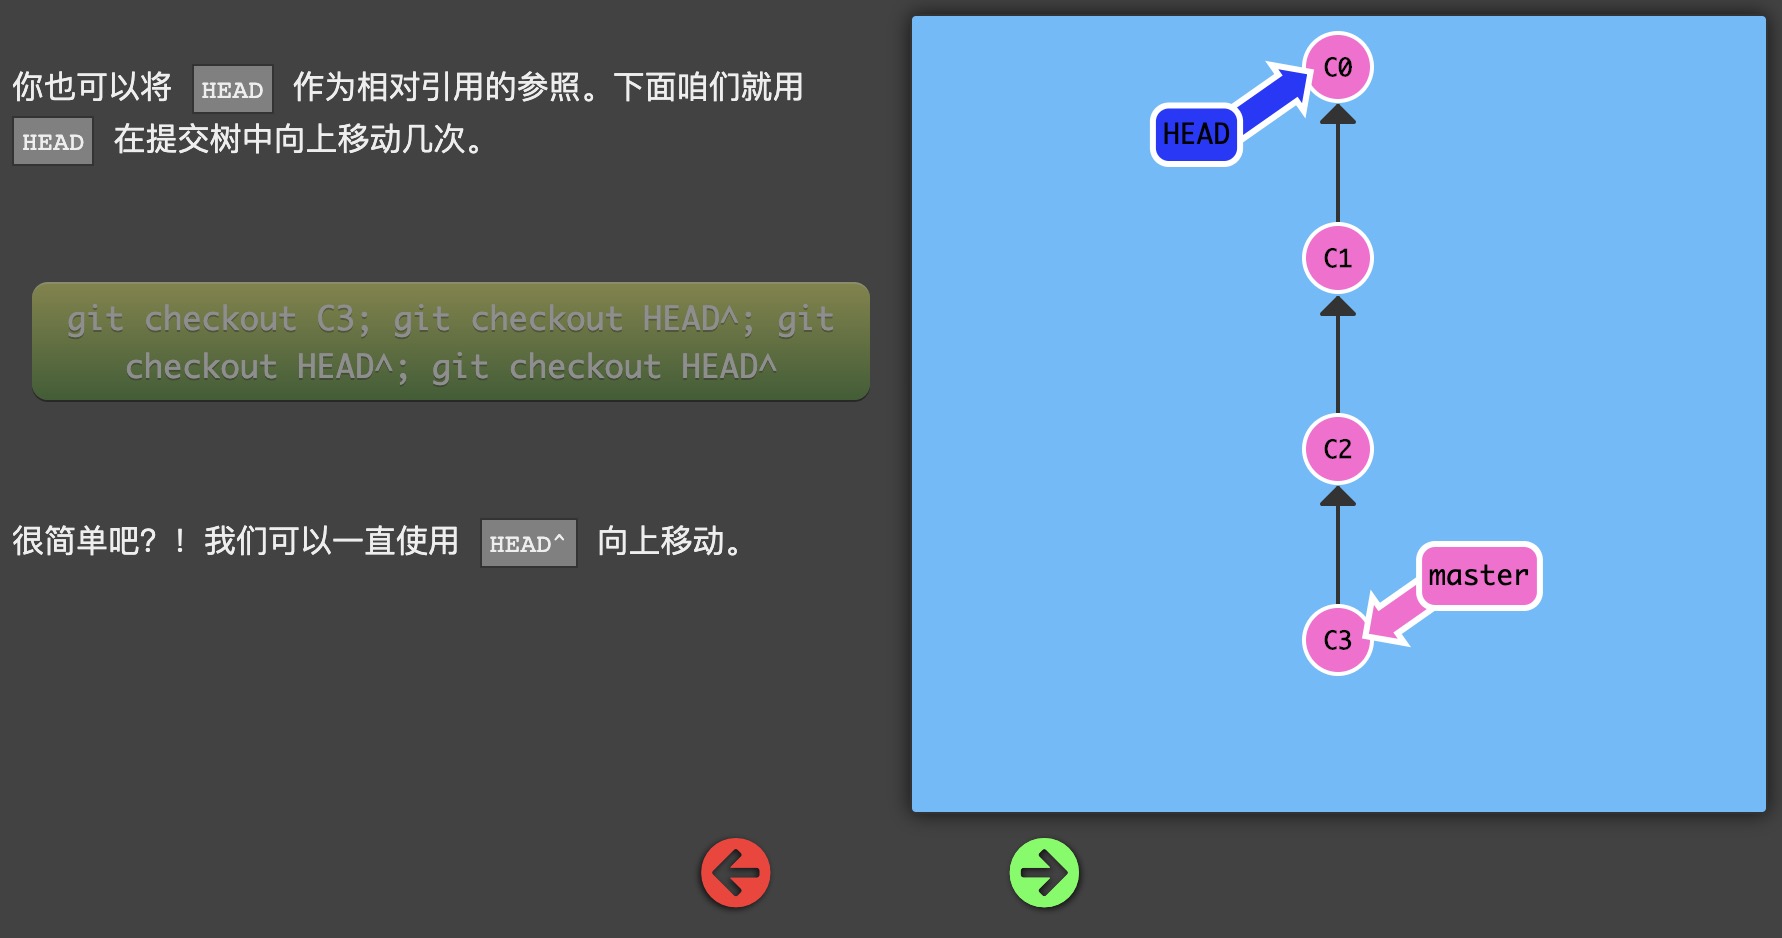 你也可以将 HEAD 作为相对引用的参照。下面咱们就用
HEAD 在提交树中向上移动几次。
git checkout C3; git checkout HEAD^; git
checkout HEAD^; git checkout HEAD^
很简单吧？！我们可以一直使用 HEAD^ 向上移动。
C0
HEAD
C1
C2
master
C3